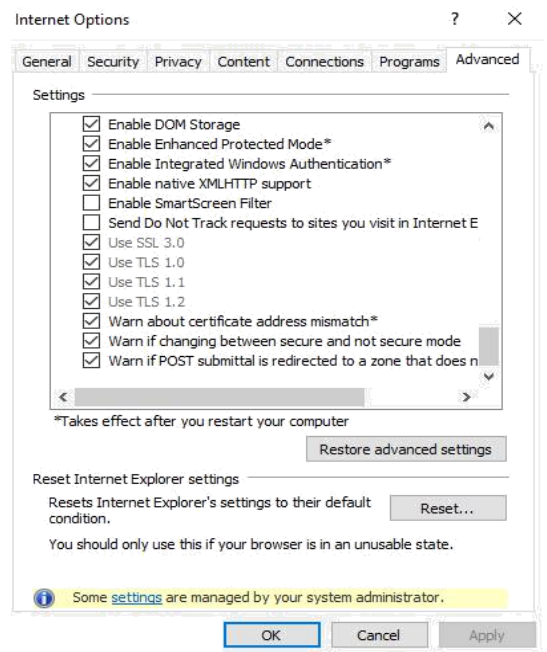 Internet Options
General Security Privacy Content Connections Programs Advanced
Settings
Enable DOM Storage
Enable Enhanced Protected Mode*
Enable Integrated Windows Authentication*
Enable native XMLHTTP support
Enable SmartScreen Filter
Send Do Not Track requests to sites you visit in Internet E
Use SSL 3.0
Use TLS 1.0
Use TLS 1.1
Use TLS 1.2
Warn about certificate address mismatch*
Warn if changing between secure and not secure mode
Warn if POST submittal is redirected to a zone that does n
*Takes effect after you restart your computer
Restore advanced settings
Reset Internet Explorer settings
Resets Internet Explorer's settings to their default
condition.
Reset...
You should only use this if your browser is in an unusable state.
Some settings are managed by your system administrator.
OK Cancel Apply